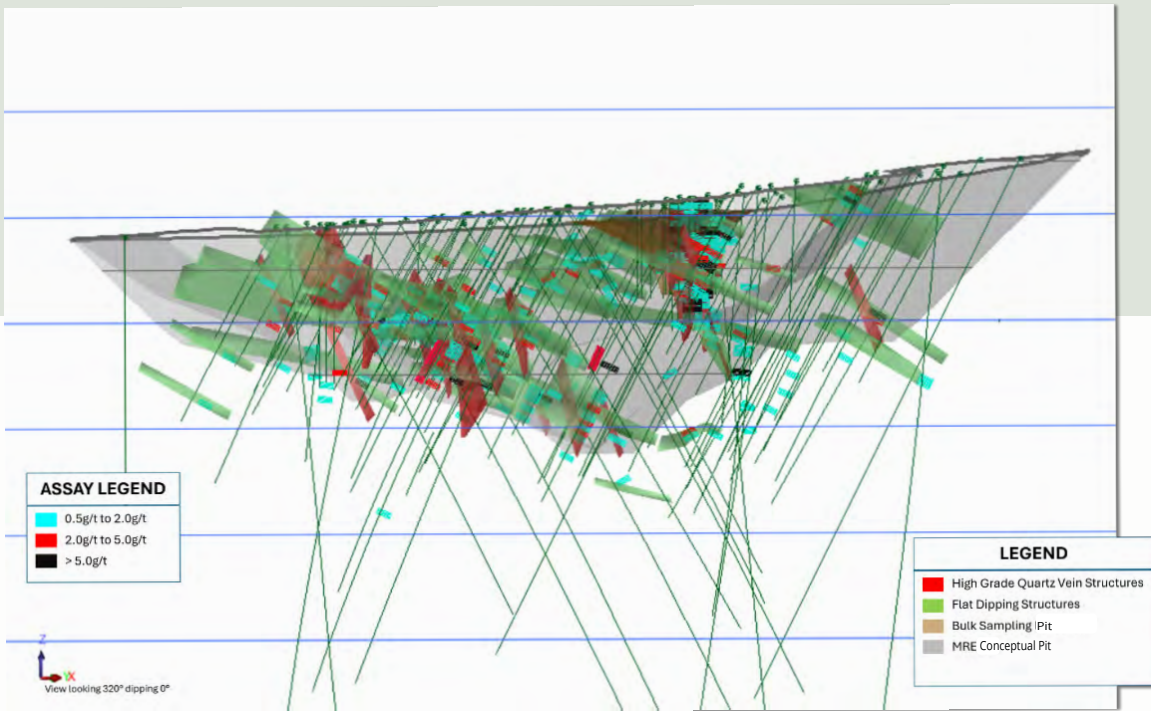 ASSAY LEGEND
0.5g/t to 2.0g/t
2.0g/t to 5.0g/t
> 5.0g/t
LEGEND
High Grade Quartz Vein Structures
Flat Dipping Structures
Bulk Sampling Pit
MRE Conceptual Pit
Z
YX
View looking 320° dipping 0°